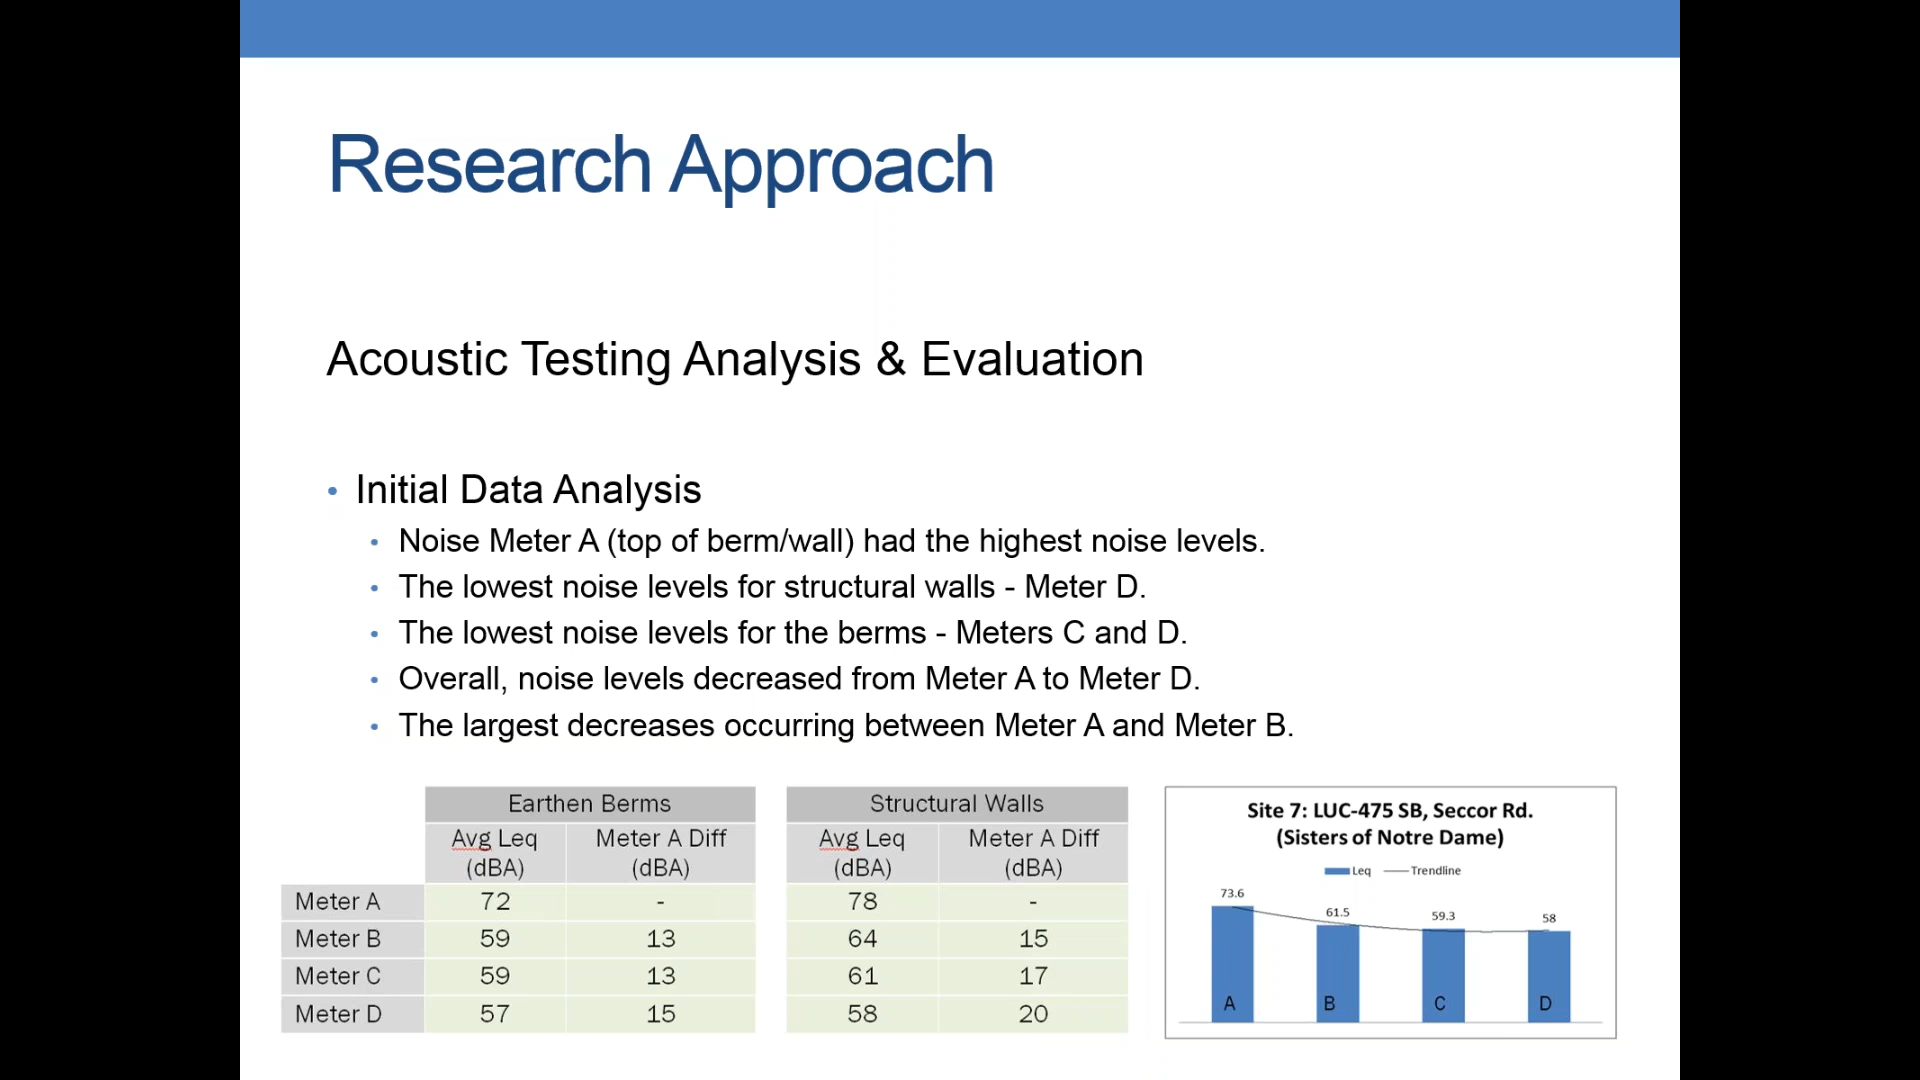 Research Approach
Acoustic Testing Analysis & Evaluation
• Initial Data Analysis
• Noise Meter A (top of berm/wall) had the highest noise levels.
• The lowest noise levels for structural walls - Meter D.
• The lowest noise levels for the berms - Meters C and D.
• Overall, noise levels decreased from Meter A to Meter D.
• The largest decreases occurring between Meter A and Meter B.
Earthen Berms
Avg Leq (dBA) Meter A Diff (dBA)
Meter A 72 -
Meter B 59 13
Meter C 59 13
Meter D 57 15
Structural Walls
Avg Leq (dBA) Meter A Diff (dBA)
78 -
64 15
61 17
58 20
Site 7: LUC-475 SB, Seccor Rd.
(Sisters of Notre Dame)
Leq Trendline
73.6 61.5 59.3 58
A B C D